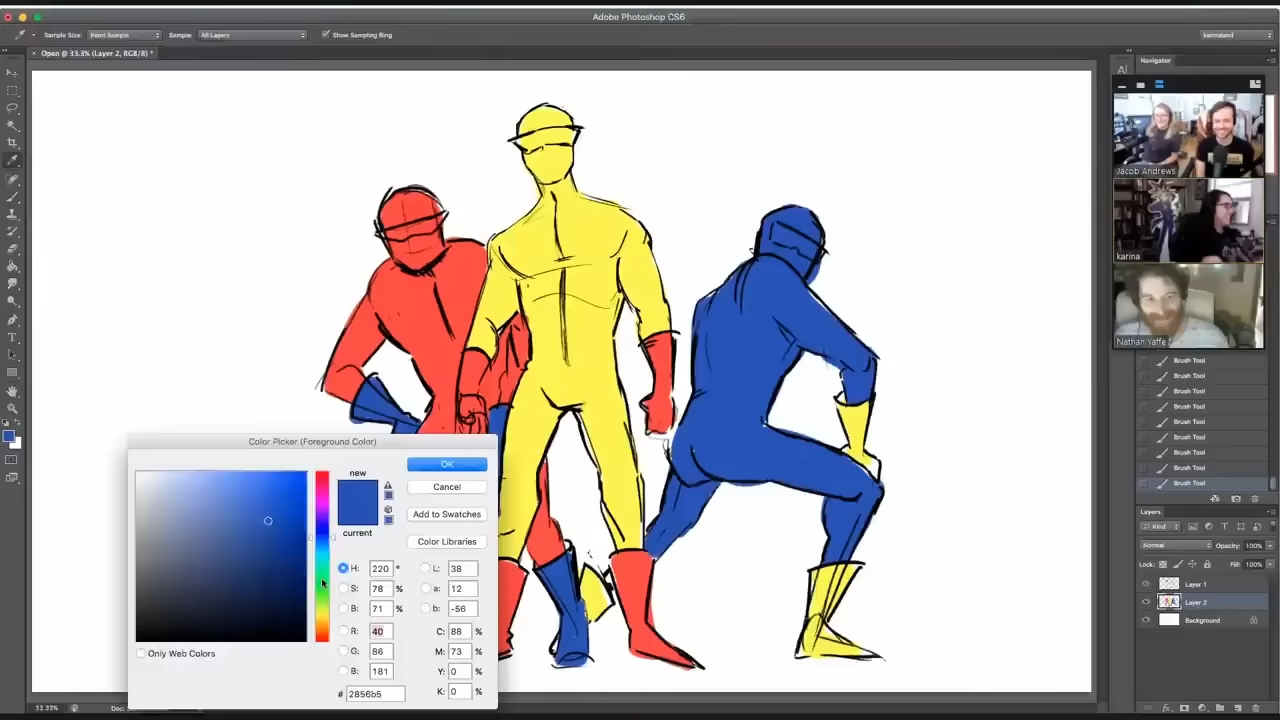 Adobe Photoshop CS6
Sample Size: Point Sample Sample: All Layers Show Sampling Ring
karinaland
Open @ 33.3% (Layer 2, RGB/8) *
Navigator
Jacob Andrews
karina
Nathan Yaffe
Brush Tool
Brush Tool
Brush Tool
Brush Tool
Brush Tool
Brush Tool
Brush Tool
Brush Tool
Brush Tool
Layers
Kind
Normal Opacity: 100%
Lock: Fill: 100%
Layer 1
Layer 2
Background
Color Picker (Foreground Color)
new
current
OK
Cancel
Add to Swatches
Color Libraries
H: 220 °
S: 78 %
B: 71 %
R: 40
G: 86
B: 181
L: 38
a: 12
b: -56
C: 88 %
M: 73 %
Y: 0 %
K: 0 %
# 2856b5
Only Web Colors
33.33%
Doc: